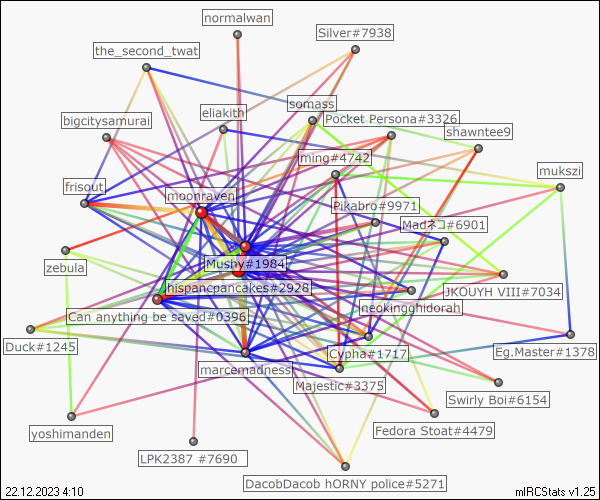 normalwan
Silver#7938
the_second_twat
somass
eliakith
bigcitysamurai
Pocket Persona#3326
shawntee9
ming#4742
mukszi
frisout
moonraven
Pikabro#9971
Madネコ#6901
Mushy#1984
zebula
hispancpancakes#2928
JKOUYH VIII#7034
neokingghidorah
Can anything be saved#0396
Duck#1245
Cypha#1717
Eg.Master#1378
marcemadness
Majestic#3375
Swirly Boi#6154
yoshimanden
Fedora Stoat#4479
LPK2387 #7690
DacobDacob hORNY police#5271
22.12.2023 4:10
mIRCStats v1.25